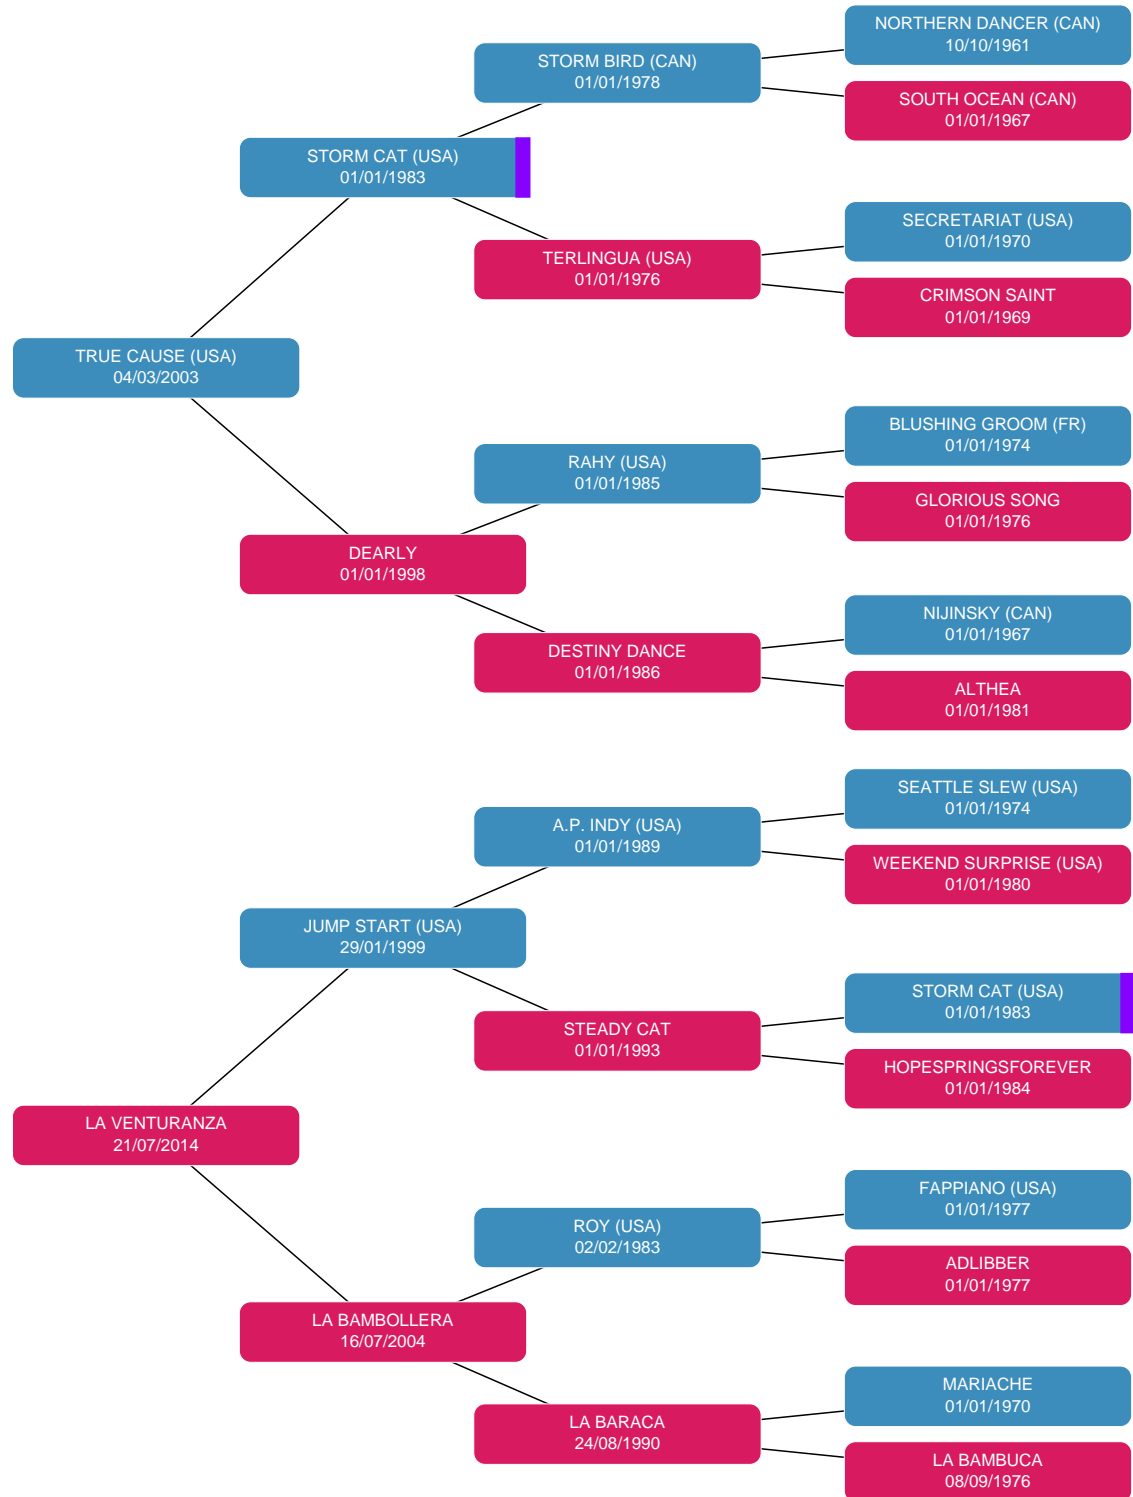 NORTHERN DANCER (CAN)
10/10/1961
STORM BIRD (CAN)
01/01/1978
SOUTH OCEAN (CAN)
01/01/1967
STORM CAT (USA)
01/01/1983
SECRETARIAT (USA)
01/01/1970
TERLINGUA (USA)
01/01/1976
CRIMSON SAINT
01/01/1969
TRUE CAUSE (USA)
04/03/2003
BLUSHING GROOM (FR)
01/01/1974
RAHY (USA)
01/01/1985
GLORIOUS SONG
01/01/1976
DEARLY
01/01/1998
NIJINSKY (CAN)
01/01/1967
DESTINY DANCE
01/01/1986
ALTHEA
01/01/1981
SEATTLE SLEW (USA)
01/01/1974
A.P. INDY (USA)
01/01/1989
WEEKEND SURPRISE (USA)
01/01/1980
JUMP START (USA)
29/01/1999
STORM CAT (USA)
01/01/1983
STEADY CAT
01/01/1993
HOPESPRINGSFOREVER
01/01/1984
LA VENTURANZA
21/07/2014
FAPPIANO (USA)
01/01/1977
ROY (USA)
02/02/1983
ADLIBBER
01/01/1977
LA BAMBOLLERA
16/07/2004
MARIACHE
01/01/1970
LA BARACA
24/08/1990
LA BAMBUCA
08/09/1976